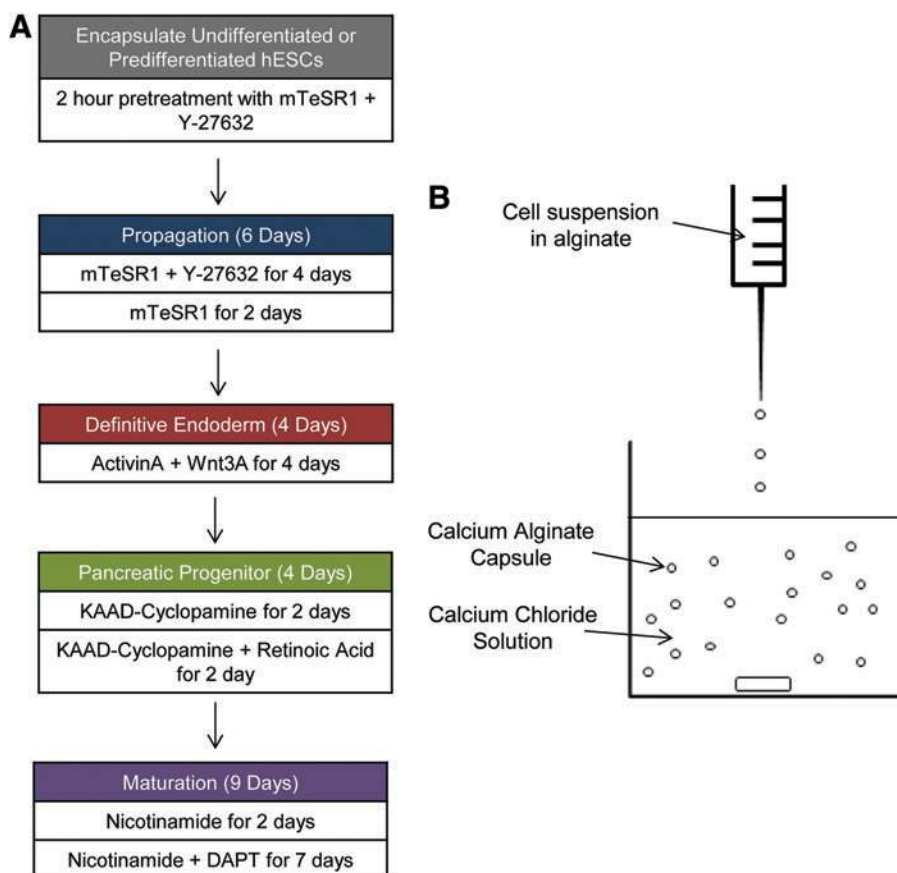 A
Encapsulate Undifferentiated or
Predifferentiated hESCs
2 hour pretreatment with mTeSR1 +
Y-27632
Propagation (6 Days)
mTeSR1 + Y-27632 for 4 days
mTeSR1 for 2 days
Definitive Endoderm (4 Days)
ActivinA + Wnt3A for 4 days
Pancreatic Progenitor (4 Days)
KAAD-Cyclopamine for 2 days
KAAD-Cyclopamine + Retinoic Acid
for 2 day
Maturation (9 Days)
Nicotinamide for 2 days
Nicotinamide + DAPT for 7 days
B
Cell suspension
in alginate
Calcium Alginate
Capsule
Calcium Chloride
Solution